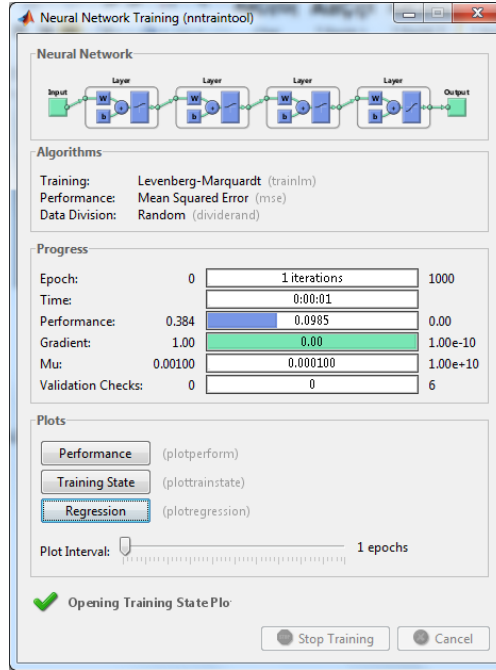 Neural Network Training (nntraintool)
Neural Network
Layer Layer Layer Layer
Input Output
W W W W
b b b b
+ + + +
Algorithms
Training: Levenberg-Marquardt (trainlm)
Performance: Mean Squared Error (mse)
Data Division: Random (dividerand)
Progress
Epoch: 0 1 iterations 1000
Time: 0:00:01
Performance: 0.384 0.0985 0.00
Gradient: 1.00 0.00 1.00e-10
Mu: 0.00100 0.000100 1.00e+10
Validation Checks: 0 0 6
Plots
Performance (plotperform)
Training State (plottrainstate)
Regression (plotregression)
Plot Interval: 1 epochs
Opening Training State Plo
Stop Training Cancel